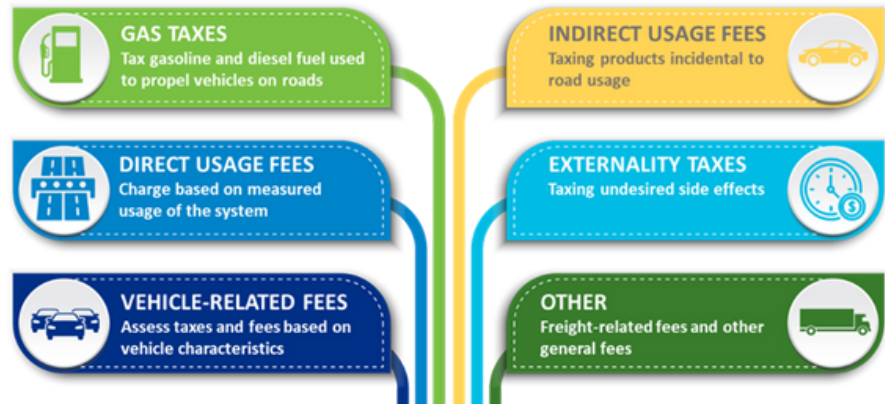 GAS TAXES
Tax gasoline and diesel fuel used
to propel vehicles on roads
INDIRECT USAGE FEES
Taxing products incidental to
road usage
DIRECT USAGE FEES
Charge based on measured
usage of the system
EXTERNALITY TAXES
Taxing undesired side effects
$
VEHICLE-RELATED FEES
Assess taxes and fees based on
vehicle characteristics
OTHER
Freight-related fees and other
general fees